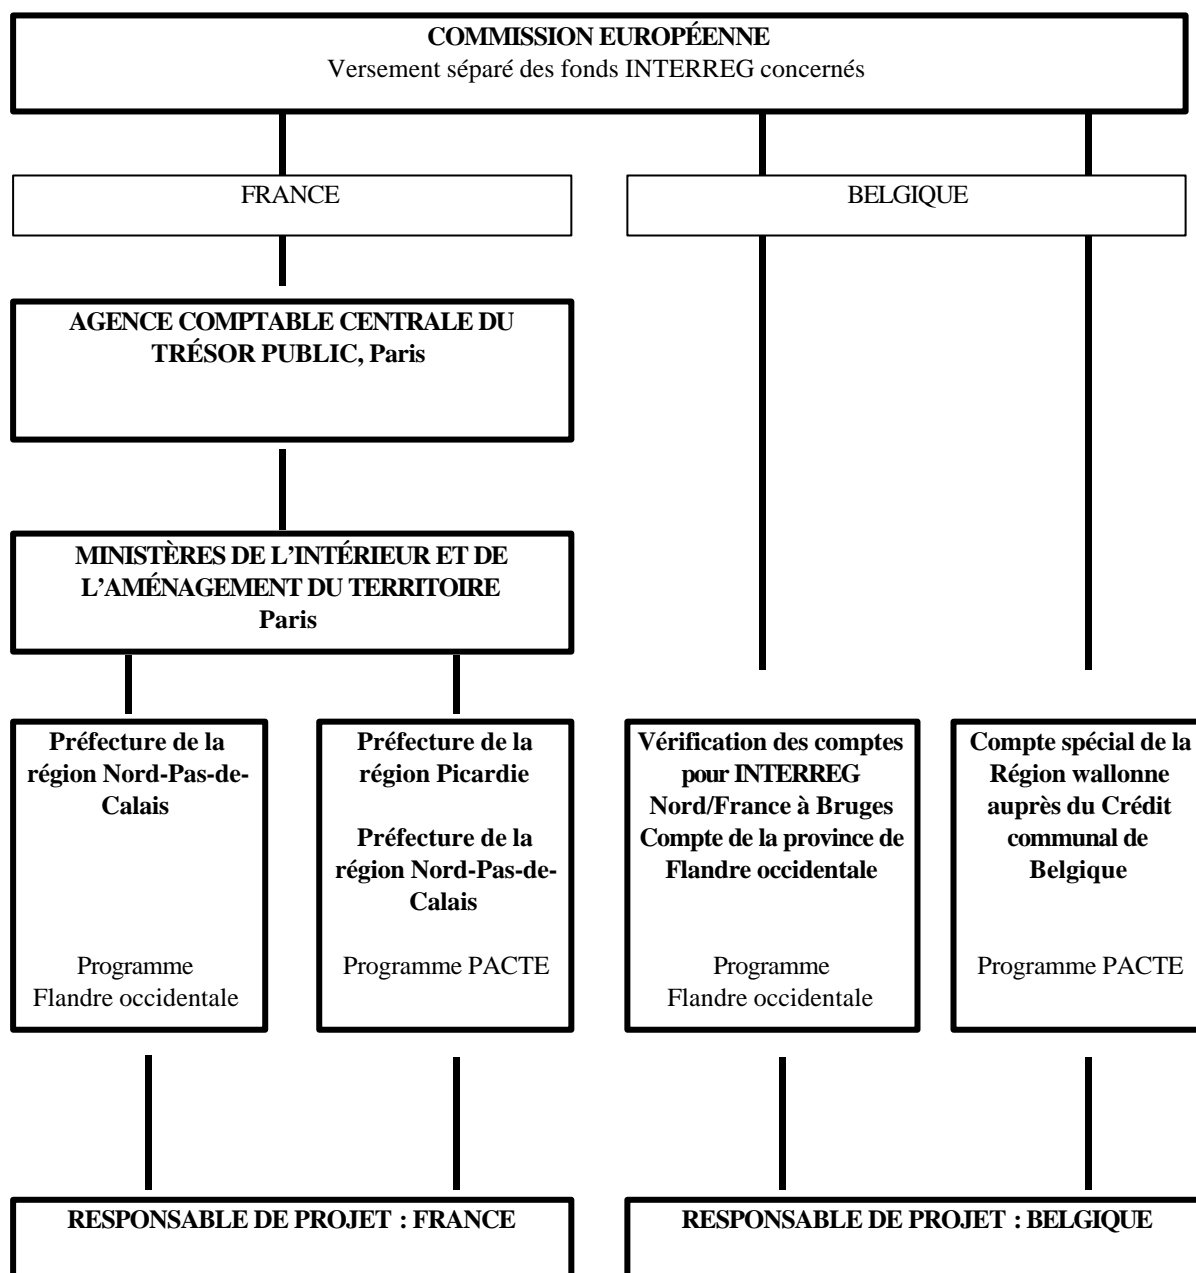 COMMISSION EUROPÉENNE
Versement séparé des fonds INTERREG concernés
FRANCE
BELGIQUE
AGENCE COMPTABLE CENTRALE DU
TRÉSOR PUBLIC, Paris
MINISTÈRES DE L’INTÉRIEUR ET DE
L’AMÉNAGEMENT DU TERRITOIRE
Paris
Préfecture de la
région Nord-Pas-de-
Calais
Programme
Flandre occidentale
Préfecture de la
région Picardie
Préfecture de la
région Nord-Pas-de-
Calais
Programme PACTE
Vérification des comptes
pour INTERREG
Nord/France à Bruges
Compte de la province de
Flandre occidentale
Programme
Flandre occidentale
Compte spécial de la
Région wallonne
auprès du Crédit
communal de
Belgique
Programme PACTE
RESPONSABLE DE PROJET : FRANCE
RESPONSABLE DE PROJET : BELGIQUE